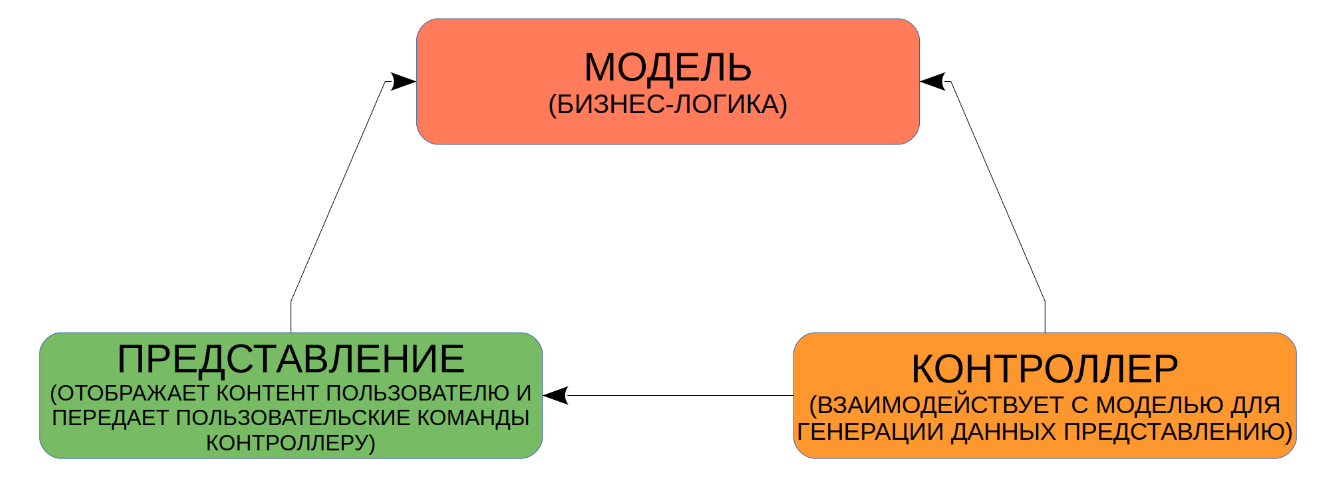 МОДЕЛЬ
(БИЗНЕС-ЛОГИКА)
ПРЕДСТАВЛЕНИЕ
(ОТОБРАЖАЕТ КОНТЕНТ ПОЛЬЗОВАТЕЛЮ И
ПЕРЕДАЕТ ПОЛЬЗОВАТЕЛЬСКИЕ КОМАНДЫ
КОНТРОЛЛЕРУ)
КОНТРОЛЛЕР
(ВЗАИМОДЕЙСТВУЕТ С МОДЕЛЬЮ ДЛЯ
ГЕНЕРАЦИИ ДАННЫХ ПРЕДСТАВЛЕНИЮ)